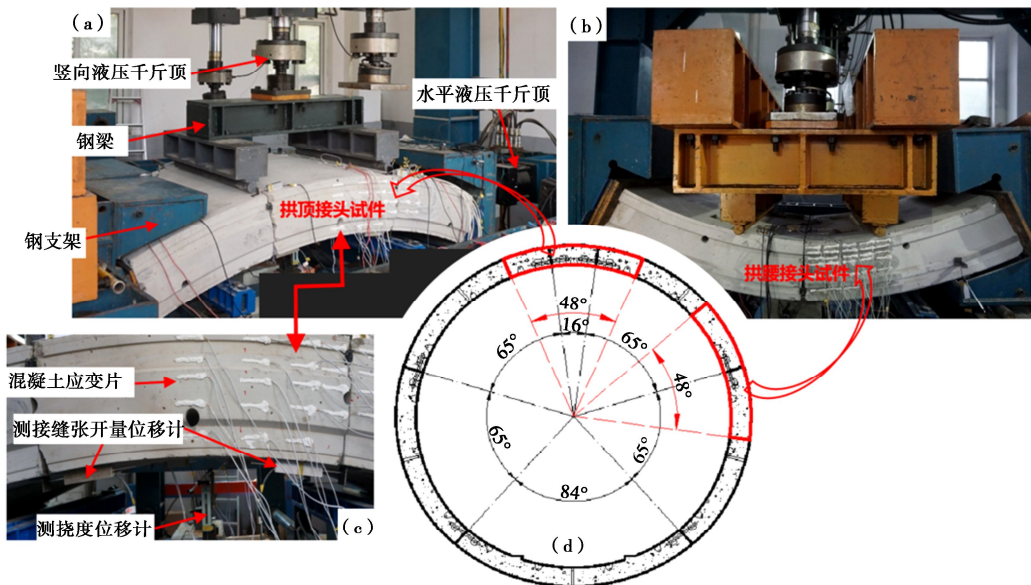 (a)
竖向液压千斤顶
水平液压千斤顶
钢梁
拱顶接头试件
钢支架
(b)
拱腰接头试件
混凝土应变片
测接缝张开量位移计
测挠度位移计
(c)
48°
16°
65°
65°
48°
65°
65°
84°
(d)